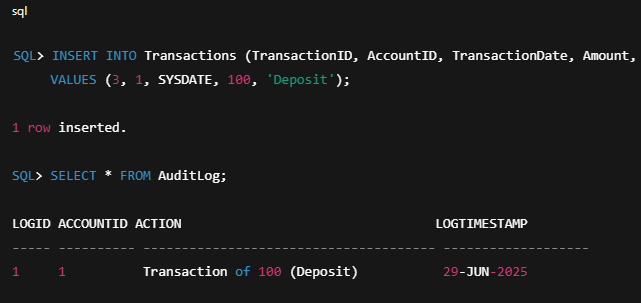 sql
SQL> INSERT INTO Transactions (TransactionID, AccountID, TransactionDate, Amount,
VALUES (3, 1, SYSDATE, 100, 'Deposit');
1 row inserted.
SQL> SELECT * FROM AuditLog;
LOGID ACCOUNTID ACTION LOGTIMESTAMP
----- ---------- ------------------------------------- -------------------
1 1 Transaction of 100 (Deposit) 29-JUN-2025